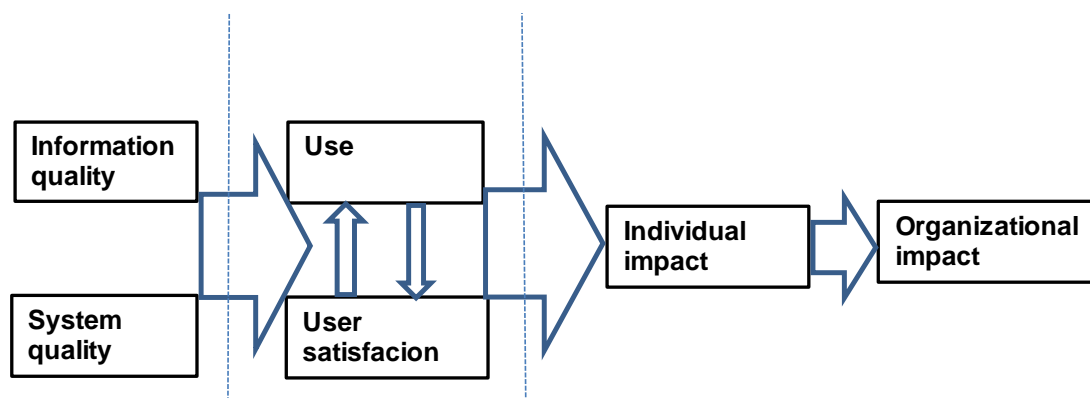 Information
quality
System
quality
Use
User
satisfacion
Individual
impact
Organizational
impact